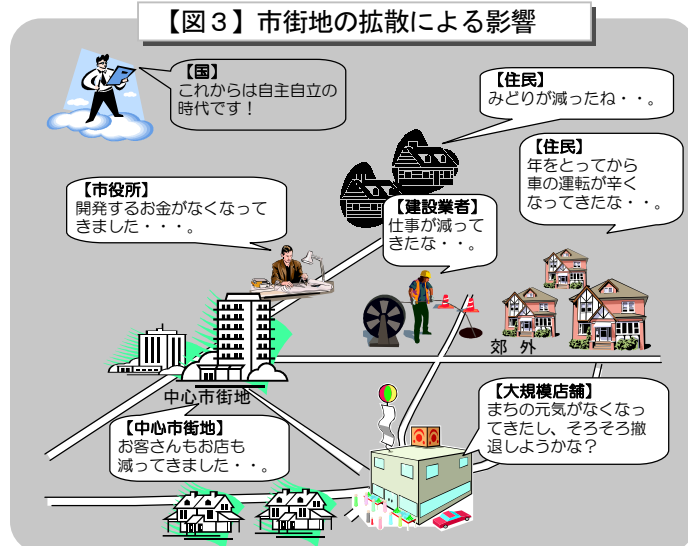 【図３】市街地の拡散による影響
【国】
これからは自主自立の
時代です！
【住民】
みどりが減ったね・・。
【住民】
年をとってから
車の運転が辛く
なってきたな・・。
【市役所】
開発するお金がなくなって
きました・・・。
【建設業者】
仕事が減って
きたな・・。
郊 外
中心市街地
【大規模店舗】
まちの元気がなくなっ
てきたし、そろそろ撤
退しようかな？
【中心市街地】
お客さんもお店も
減ってきました・・。